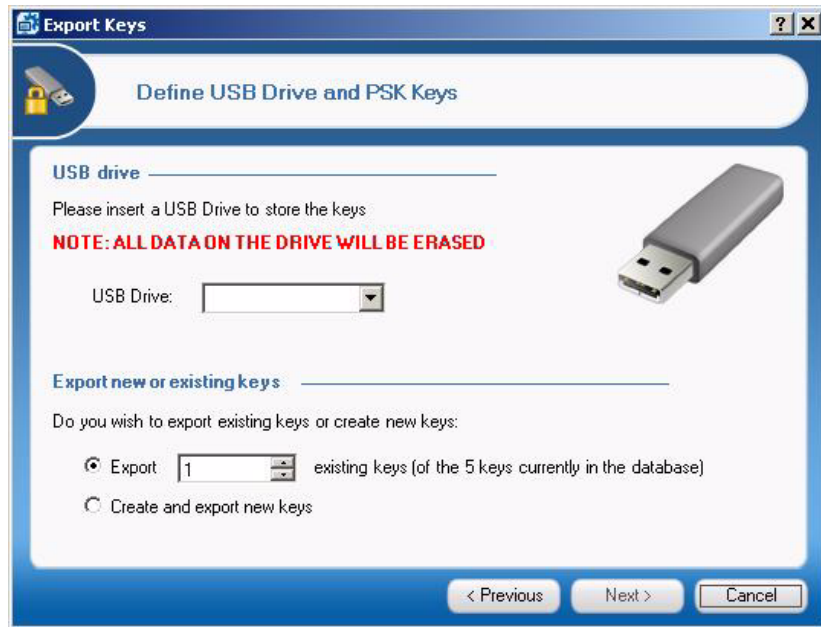 Export Keys
Define USB Drive and PSK Keys
USB drive
Please insert a USB Drive to store the keys
NOTE: ALL DATA ON THE DRIVE WILL BE ERASED
USB Drive:
Export new or existing keys
Do you wish to export existing keys or create new keys:
Export 1 existing keys (of the 5 keys currently in the database)
Create and export new keys
< Previous Next > Cancel